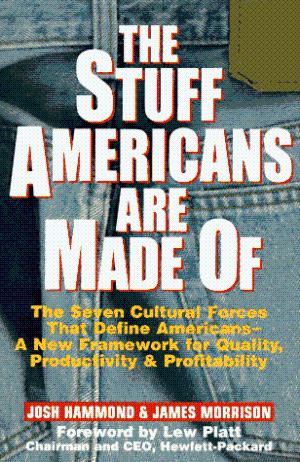 THE
STUFF
AMERICANS
ARE
MADE OF
The Seven Cultural Forces
That Define Americans–
A New Framework for Quality,
Productivity & Profitability
JOSH HAMMOND & JAMES MORRISON
Foreword by Lew Platt
Chairman and CEO, Hewlett-Packard